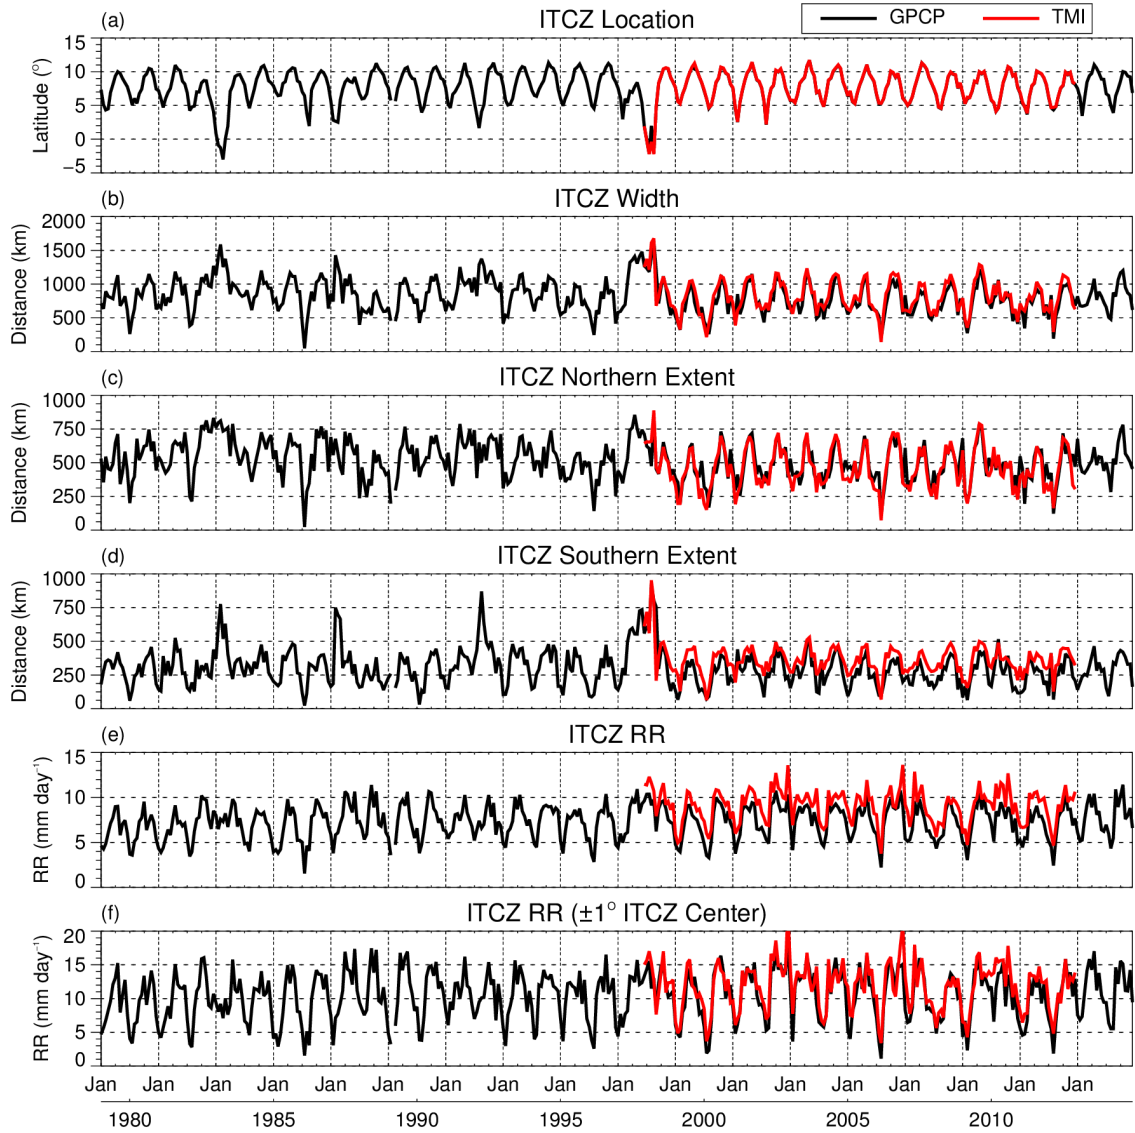 (a) ITCZ Location
GPCP TMI
15
10
5
0
−5
Latitude (°)
(b) ITCZ Width
2000
1500
1000
500
0
Distance (km)
(c) ITCZ Northern Extent
1000
750
500
250
0
Distance (km)
(d) ITCZ Southern Extent
1000
750
500
250
0
Distance (km)
(e) ITCZ RR
15
10
5
0
RR (mm day⁻¹)
(f) ITCZ RR (±1° ITCZ Center)
20
15
10
5
0
RR (mm day⁻¹)
Jan Jan Jan Jan Jan Jan Jan Jan Jan Jan Jan Jan Jan Jan Jan Jan Jan Jan
1980 1985 1990 1995 2000 2005 2010